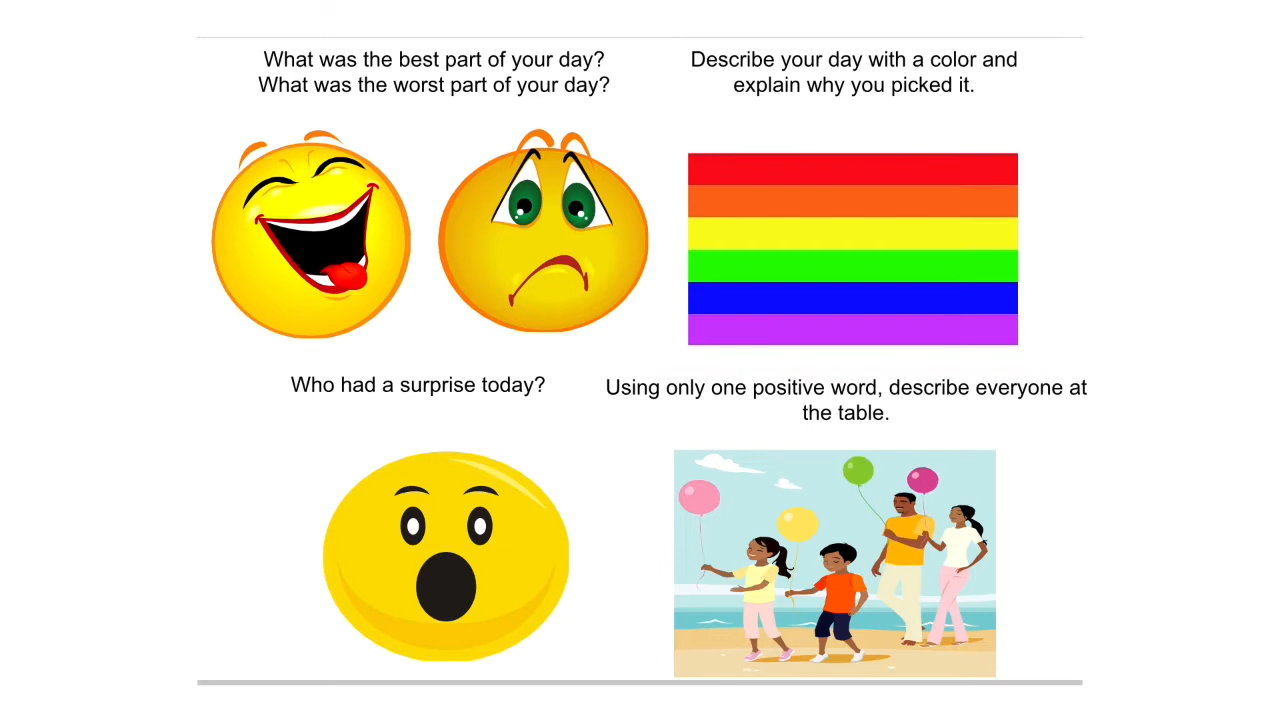 What was the best part of your day?
What was the worst part of your day?
Describe your day with a color and
explain why you picked it.
Who had a surprise today?
Using only one positive word, describe everyone at
the table.